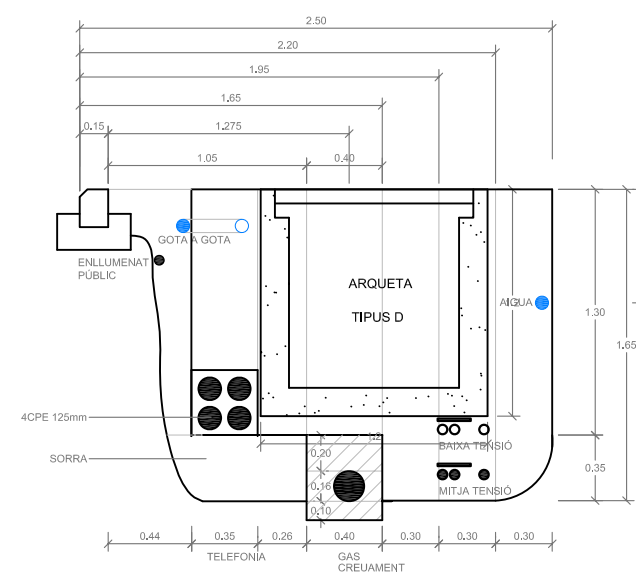 2.50
2.20
1.95
1.65
0.15
1.275
1.05
0.40
GOTA A GOTA
ENLLUMENAT
PÚBLIC
ARQUETA
TIPUS D
AIGUA
1.30
1.65
4CPE 125mm
1.2
BAIXA TENSIÓ
SORRA
0.20
0.16
0.10
MITJA TENSIÓ
0.35
0.44
0.35
0.26
0.40
0.30
0.30
0.30
TELEFONIA
GAS
CREUAMENT